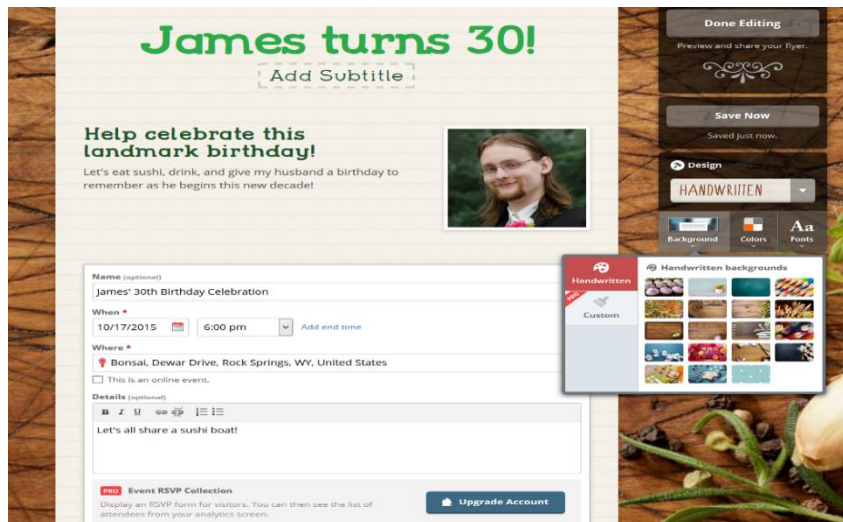 James turns 30!
Add Subtitle
Help celebrate this
landmark birthday!
Let's eat sushi, drink, and give my husband a birthday to
remember as he begins this new decade!
Name (optional)
James' 30th Birthday Celebration
When *
10/17/2015
6:00 pm
Add end time
Where *
Bonsai, Dewar Drive, Rock Springs, WY, United States
This is an online event.
Details (optional)
B I U
Let's all share a sushi boat!
PRO Event RSVP Collection
Display an RSVP form for visitors. You can then see the list of
attendees from your analytics screen.
Upgrade Account
Done Editing
Preview and share your flyer.
Save Now
Saved just now.
Design
HANDWRITTEN
Aa
Background Colors Fonts
Handwritten
PRO
Custom
Handwritten backgrounds